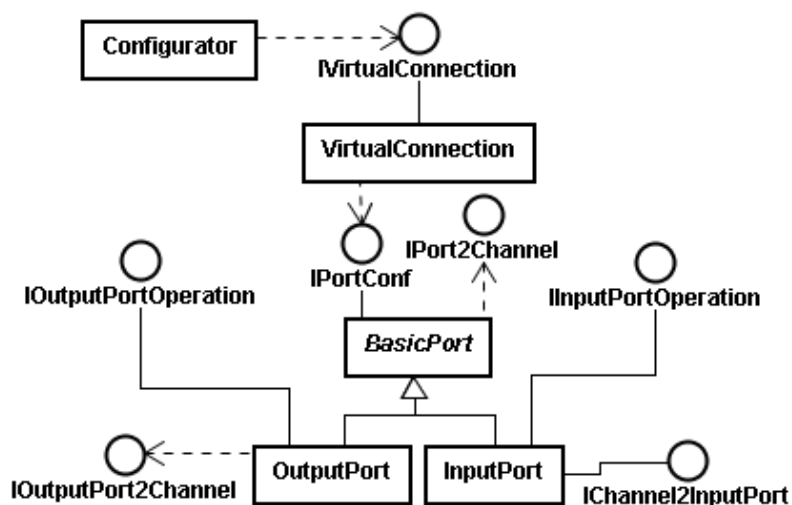 Configurator
IVirtualConnection
VirtualConnection
IPort2Channel
IPortConf
IOutputPortOperation
IInputPortOperation
BasicPort
OutputPort
InputPort
IOutputPort2Channel
IChannel2InputPort